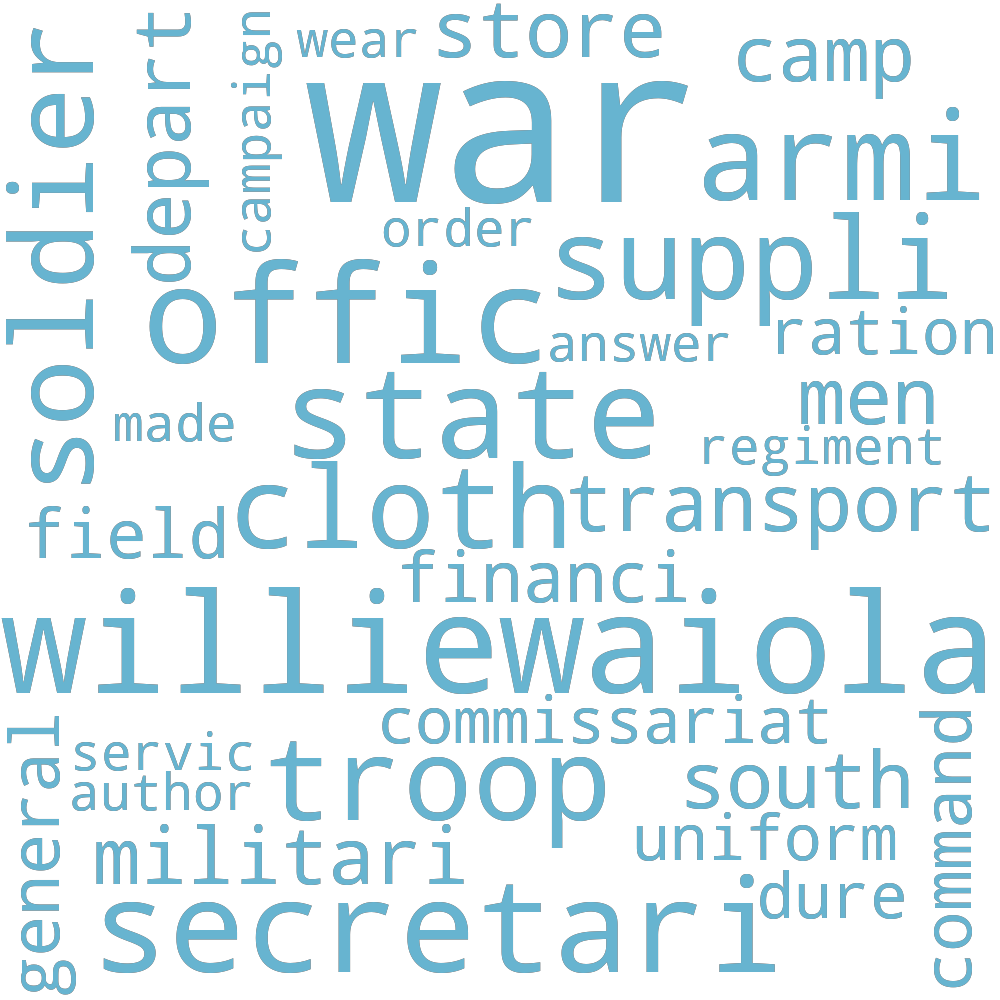 soldier
depart
campaign
wear
store
camp
war
armi
order
suppli
offic
answer
ration
state
men
made
regiment
cloth
transport
field
financi
williewaiola
commissariat
general
servic
author
troop
south
command
militari
uniform
secretari
dure